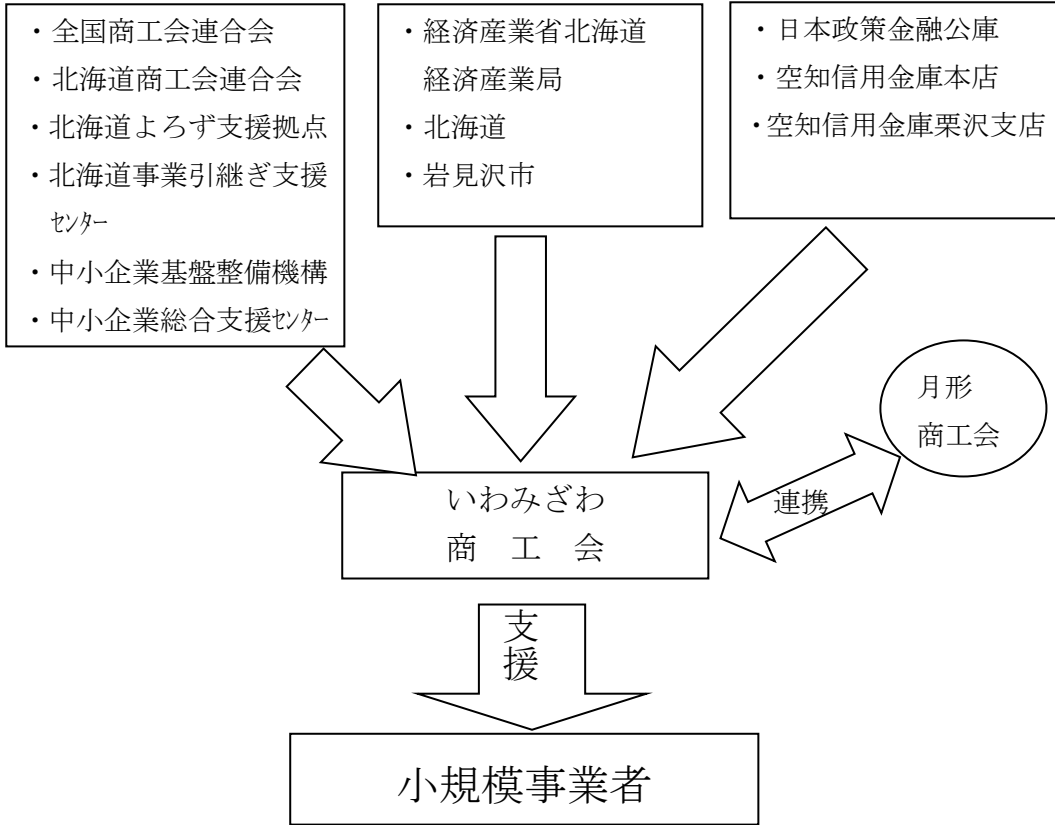 ・全国商工会連合会
・北海道商工会連合会
・北海道よろず支援拠点
・北海道事業引継ぎ支援
ｾﾝﾀｰ
・中小企業基盤整備機構
・中小企業総合支援ｾﾝﾀｰ
・経済産業省北海道
経済産業局
・北海道
・岩見沢市
・日本政策金融公庫
・空知信用金庫本店
・空知信用金庫栗沢支店
月形
商工会
連携
いわみざわ
商　工　会
支
援
小規模事業者